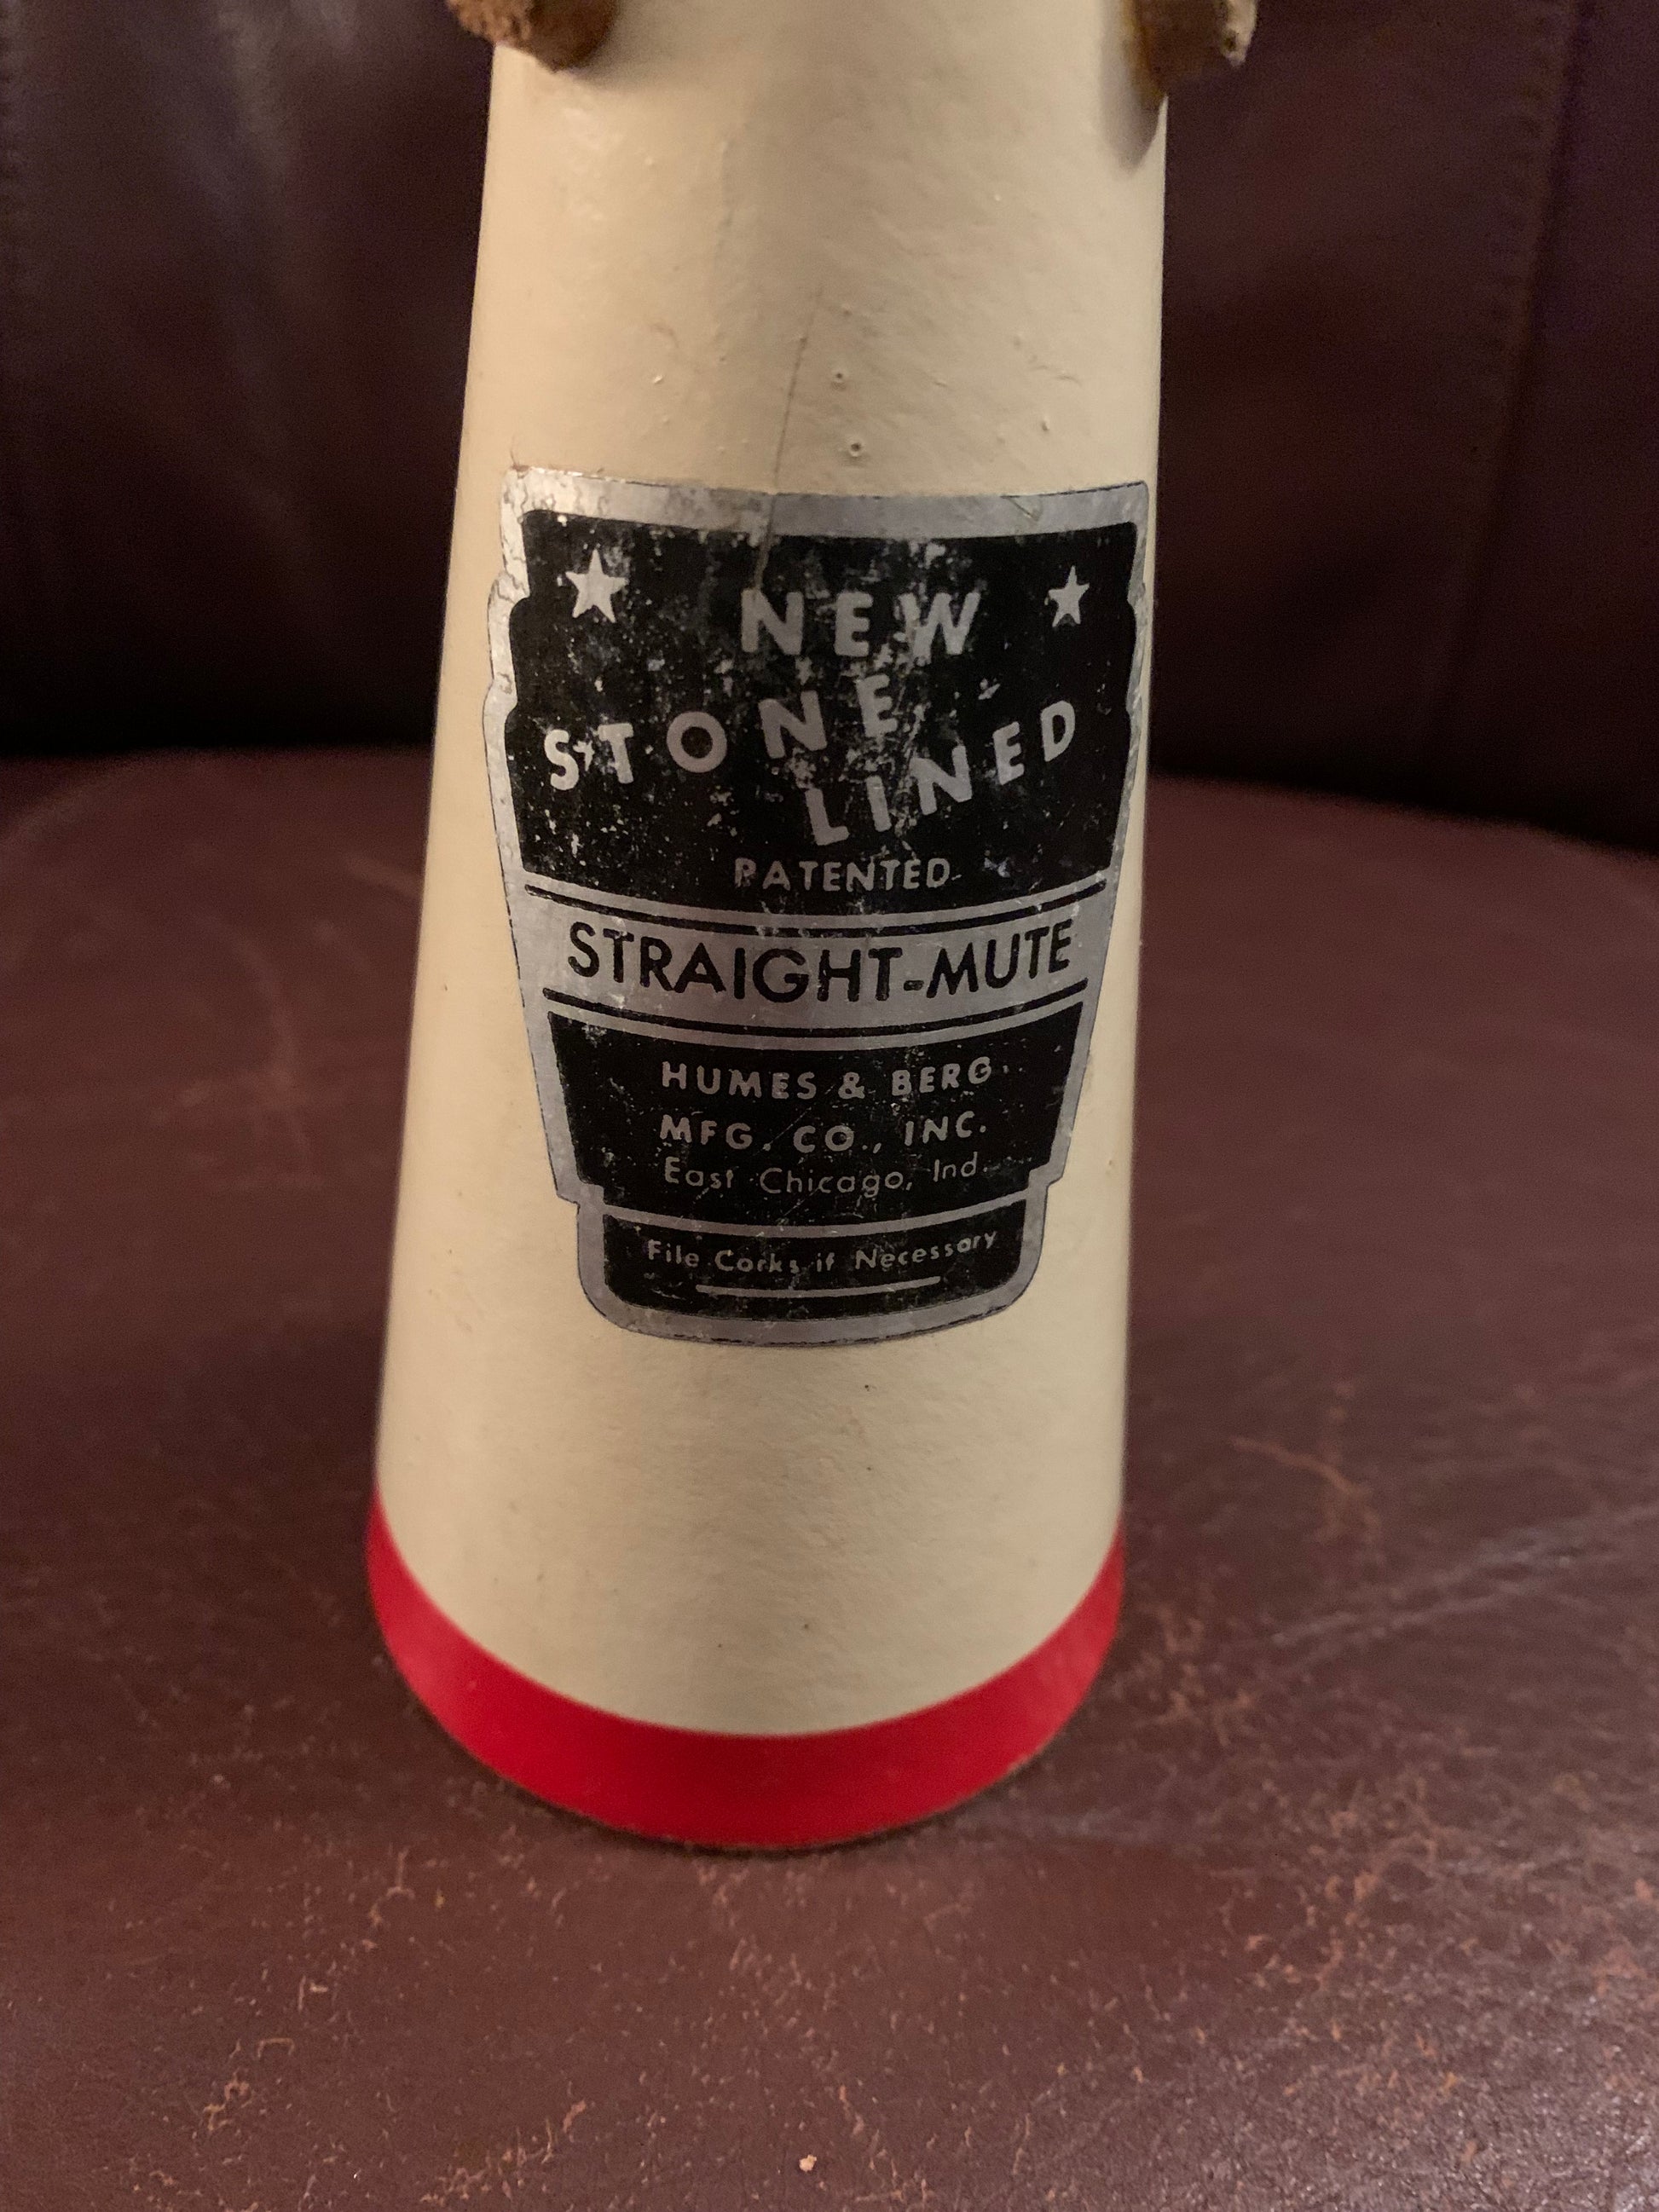 NEW
STONE
LINED
PATENTED
STRAIGHT-MUTE
HUMES & BERG
MFG. CO., INC.
East Chicago, Ind.
File Corks if Necessary